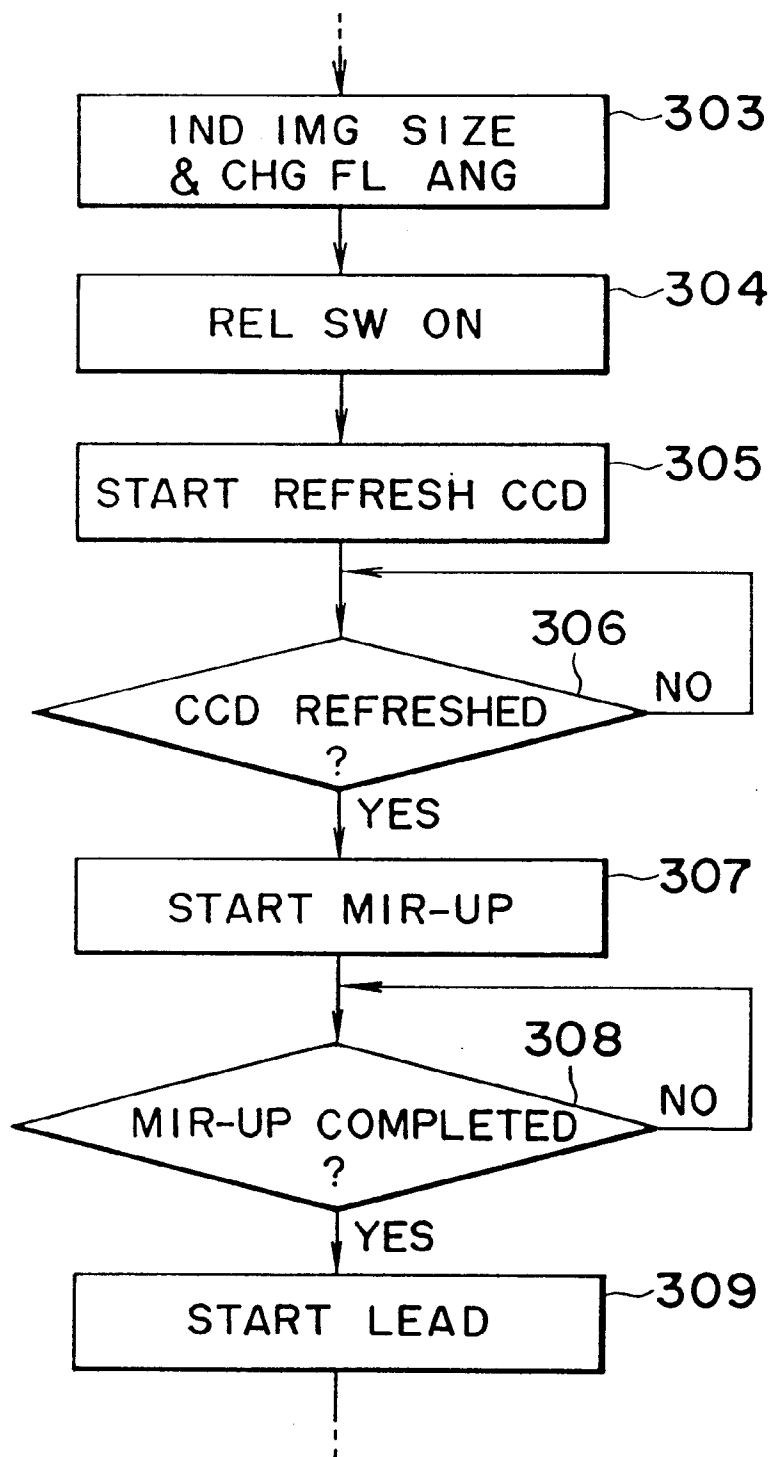 IND IMG SIZE
& CHG FL ANG
303
REL SW ON
304
START REFRESH CCD
305
306
CCD REFRESHED
?
NO
YES
START MIR-UP
307
308
MIR-UP COMPLETED
?
NO
YES
START LEAD
309